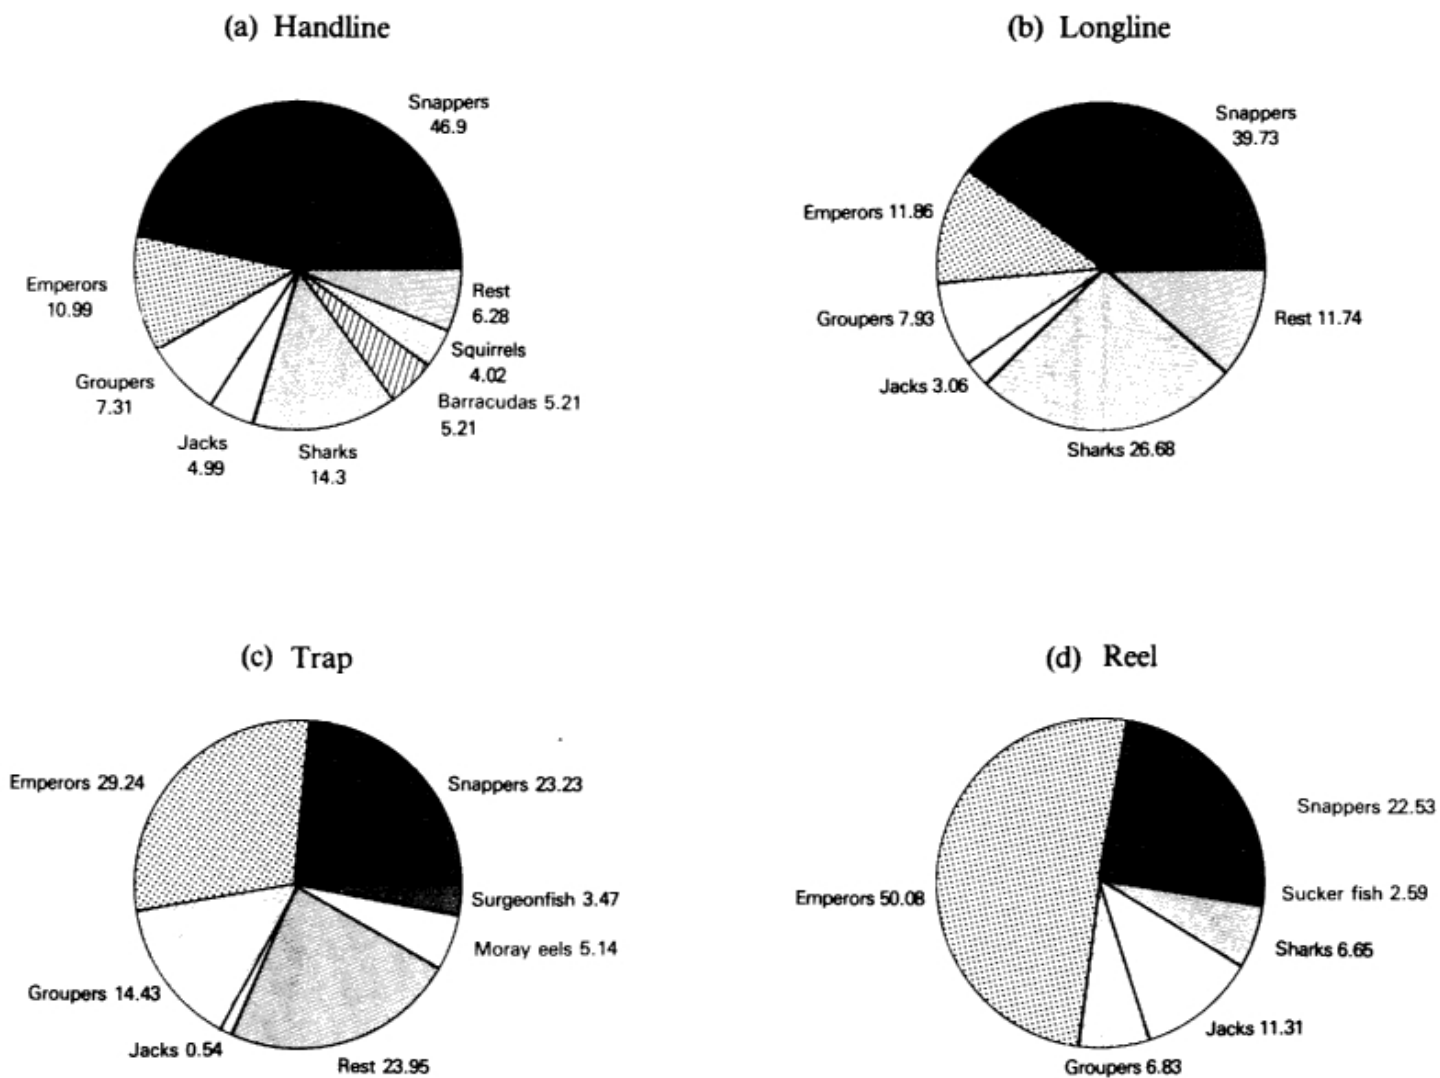 (a) Handline
Snappers
46.9
Emperors
10.99
Groupers
7.31
Jacks
4.99
Sharks
14.3
Barracudas 5.21
5.21
Squirrels
4.02
Rest
6.28
(b) Longline
Snappers
39.73
Emperors 11.86
Groupers 7.93
Jacks 3.06
Sharks 26.68
Rest 11.74
(c) Trap
Emperors 29.24
Snappers 23.23
Surgeonfish 3.47
Moray eels 5.14
Groupers 14.43
Jacks 0.54
Rest 23.95
(d) Reel
Snappers 22.53
Emperors 50.08
Sucker fish 2.59
Sharks 6.65
Jacks 11.31
Groupers 6.83